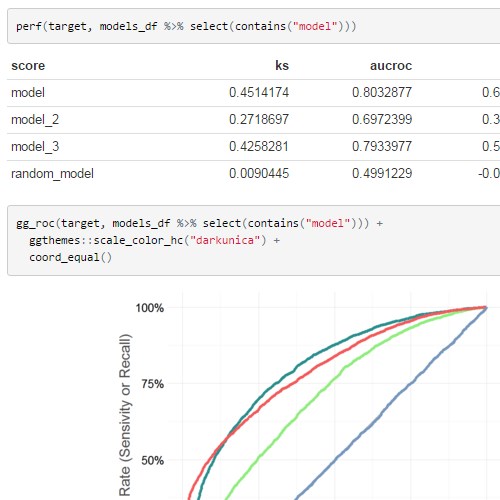 perf(target, models_df %>% select(contains("model")))
score ks aucroc
model 0.4514174 0.8032877 0.6
model_2 0.2718697 0.6972399 0.3
model_3 0.4258281 0.7933977 0.5
random_model 0.0090445 0.4991229 -0.0
gg_roc(target, models_df %>% select(contains("model"))) +
ggthemes::scale_color_hc("darkunica") +
coord_equal()
100%
75%
50%
Rate (Sensivity or Recall)